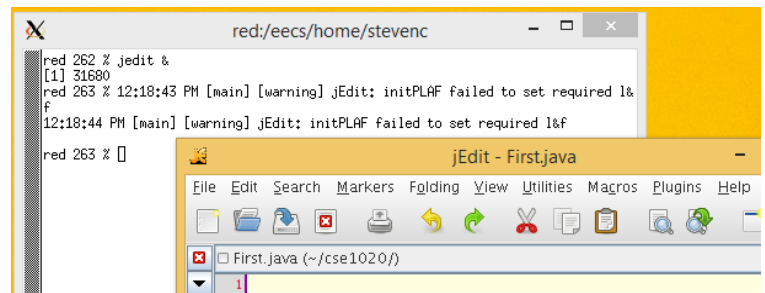 red:/eecs/home/stevenc
red 262 % jedit &
[1] 31680
red 263 % 12:18:43 PM [main] [warning] jEdit: initPLAF failed to set required l&
f
12:18:44 PM [main] [warning] jEdit: initPLAF failed to set required l&f
red 263 %
jEdit - First.java
File Edit Search Markers Folding View Utilities Macros Plugins Help
First.java (~/cse1020/)
1